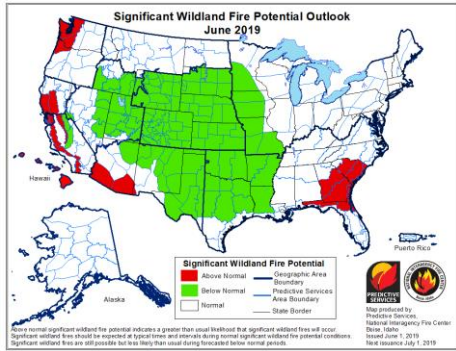 Significant Wildland Fire Potential Outlook
June 2019
Hawaii
Alaska
Puerto Rico
Significant Wildland Fire Potential
Above Normal
Below Normal
Normal
Geographic Area
Boundary
Predictive Services
Area Boundary
State Border
PREDICTIVE
SERVICES
Map produced by
Predictive Services,
National Interagency Fire Center
Boise, Idaho
Issued June 1, 2019
Next issuance July 1, 2019
Above normal significant wildland fire potential indicates a greater than usual likelihood that significant wildland fires will occur.
Significant wildland fires should be expected at typical times and intervals during normal significant wildland fire potential conditions.
Significant wildland fires are still possible but less likely than usual during forecasted below normal periods.